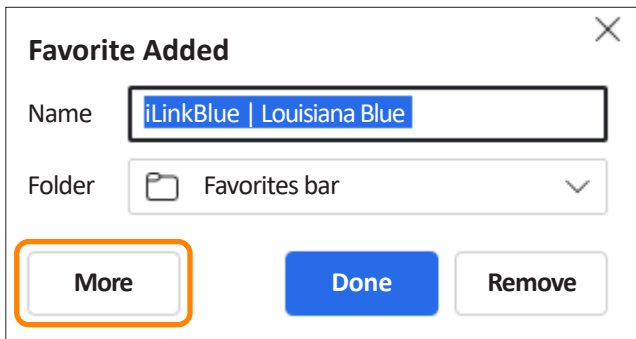 Favorite Added
Name iLinkBlue | Louisiana Blue
Folder Favorites bar
More Done Remove